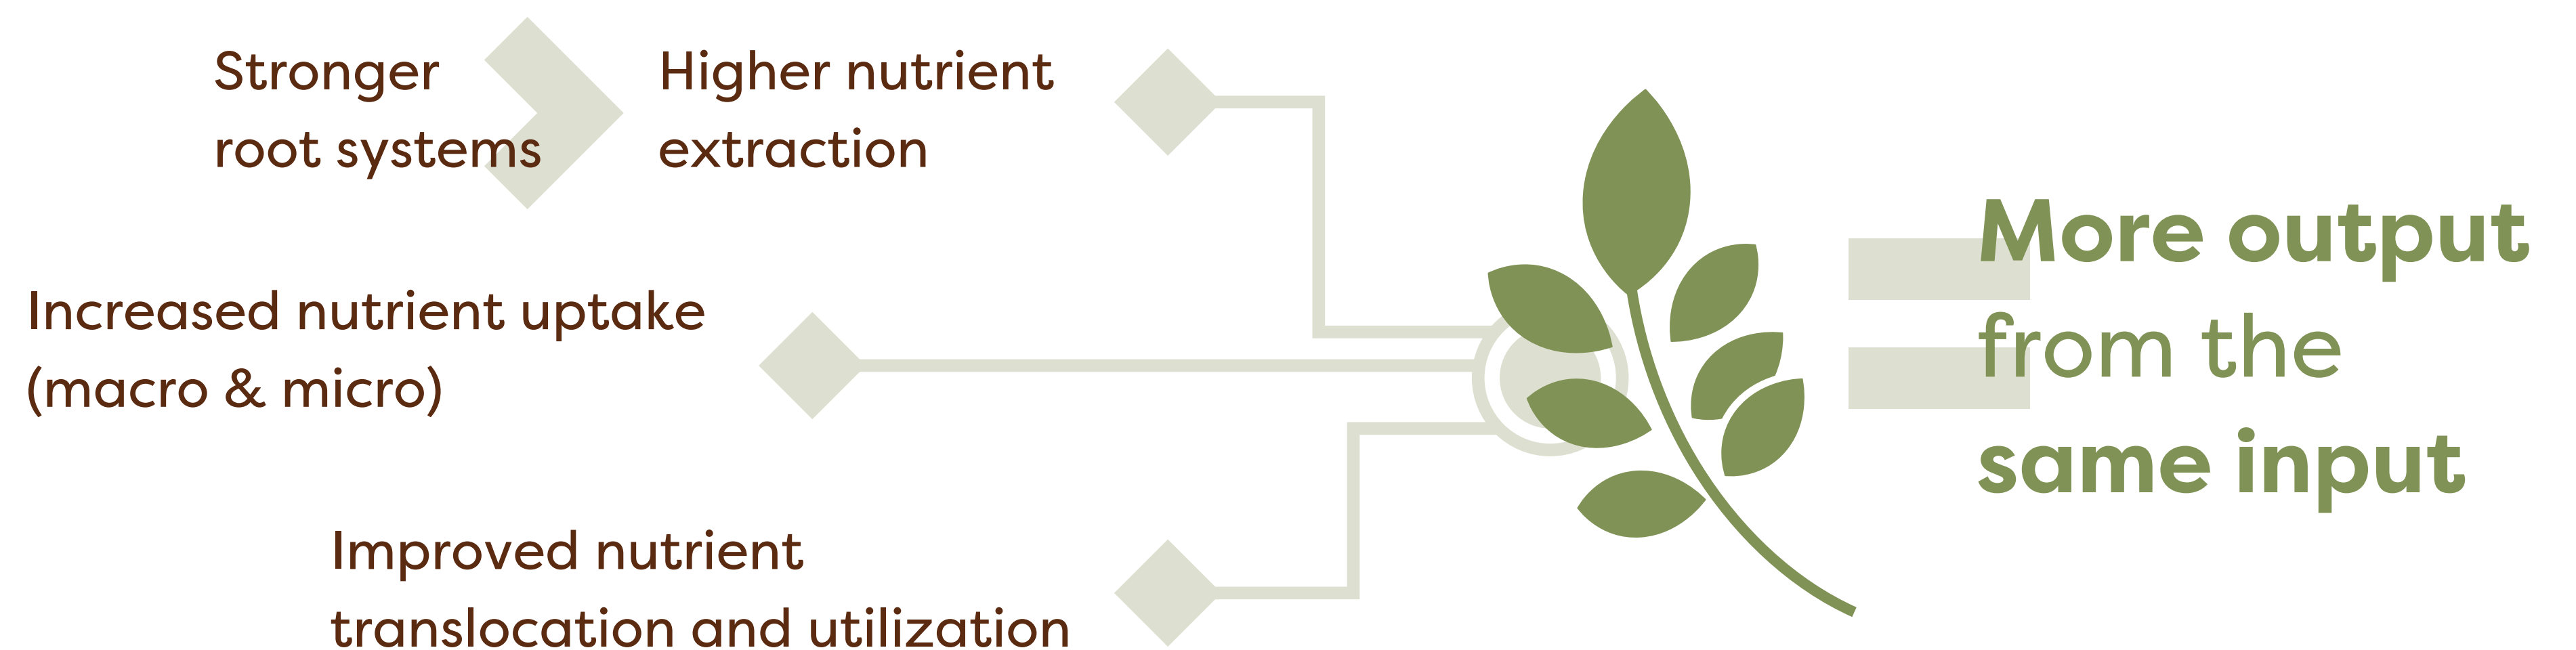 Stronger
root systems
Higher nutrient
extraction
Increased nutrient uptake
(macro & micro)
Improved nutrient
translocation and utilization
More output
from the
same input